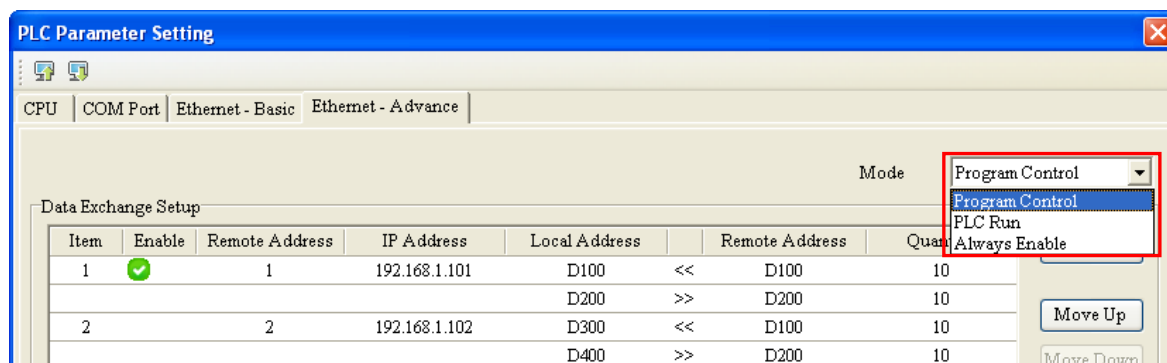 PLC Parameter Setting
CPU COM Port Ethernet - Basic Ethernet - Advance
Mode Program Control
Program Control
PLC Run
Always Enable
Data Exchange Setup
Item Enable Remote Address IP Address Local Address Remote Address
1 1 192.168.1.101 D100 << D100 10
D200 >> D200 10
2 2 192.168.1.102 D300 << D100 10
D400 >> D200 10
Move Up
Move Down